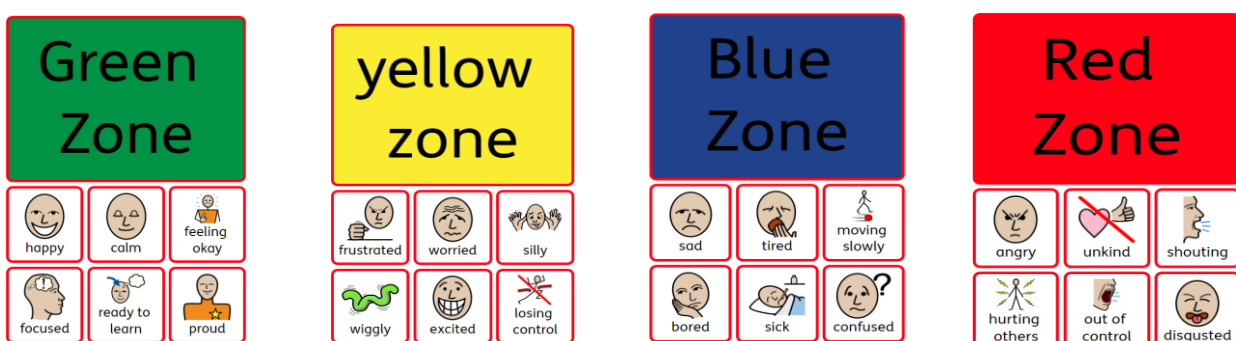 Green
Zone
happy
calm
feeling
okay
focused
ready to
learn
proud
yellow
zone
frustrated
worried
silly
wiggly
excited
losing
control
Blue
Zone
sad
tired
moving
slowly
bored
sick
confused
?
Red
Zone
angry
unkind
shouting
hurting
others
out of
control
disgusted